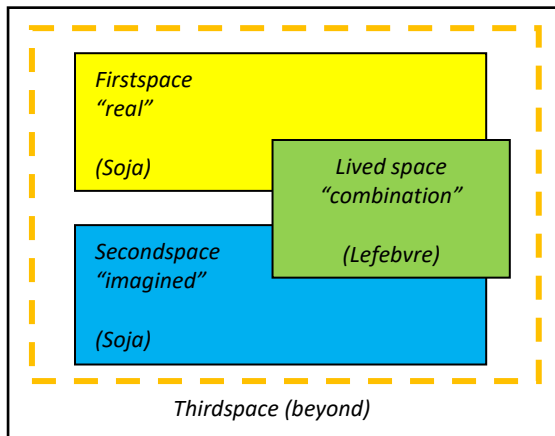 Firstspace
“real”
(Soja)
Lived space
“combination”
(Lefebvre)
Secondspace
“imagined”
(Soja)
Thirdspace (beyond)